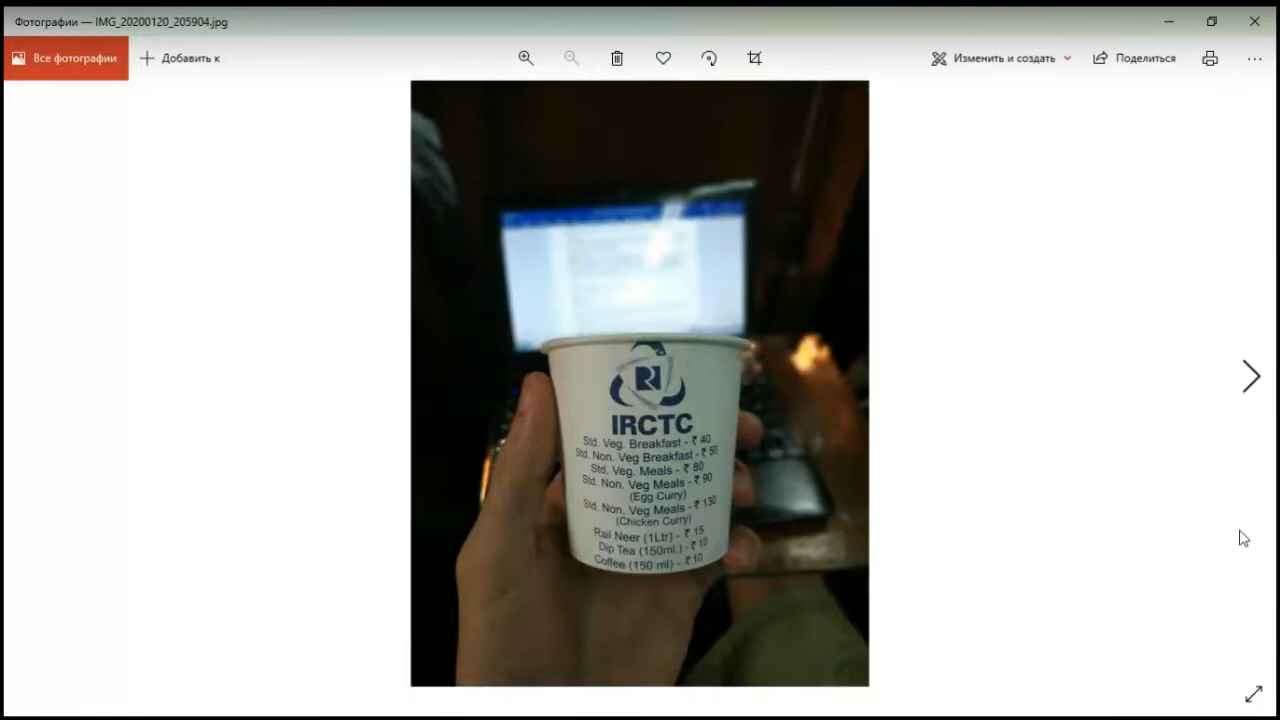 Фотографии — IMG_20200120_205904.jpg
Все фотографии
Добавить к
Изменить и создать
Поделиться
RI
IRCTC
Std. Veg. Breakfast - ₹ 40
Std. Non. Veg Breakfast - ₹ 50
Std. Veg. Meals - ₹ 80
Std. Non. Veg Meals - ₹ 90
(Egg Curry)
Std. Non. Veg Meals - ₹ 130
(Chicken Curry)
Rail Neer (1Ltr) - ₹ 15
Dip Tea (150ml.) - ₹ 10
Coffee (150 ml) - ₹ 10